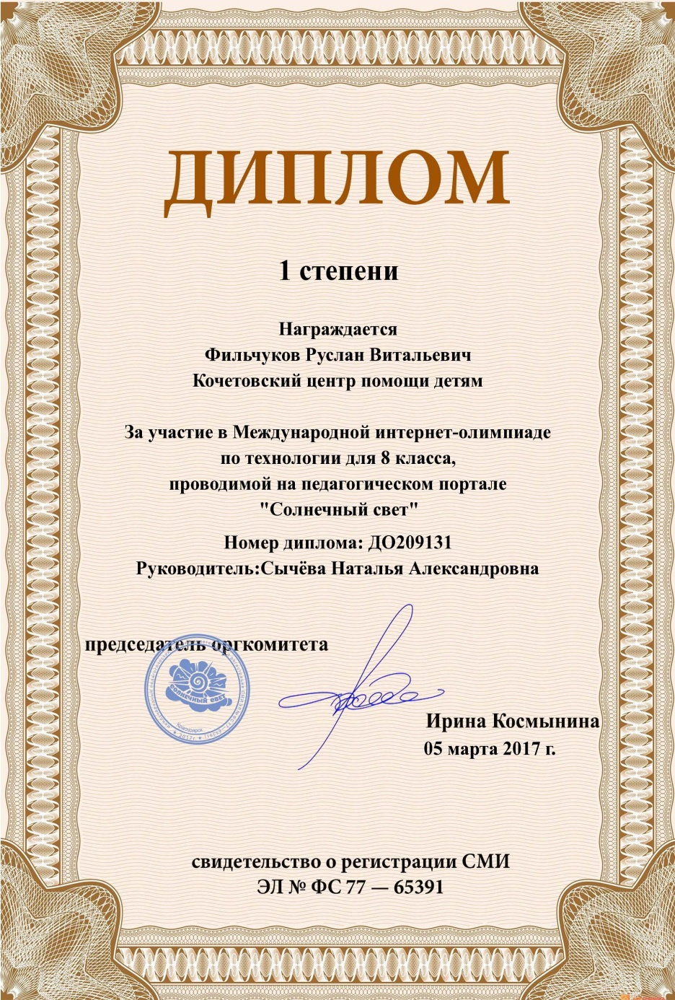 ДИПЛОМ
1 степени
Награждается
Фильчуков Руслан Витальевич
Кочетовский центр помощи детям
За участие в Международной интернет-олимпиаде
по технологии для 8 класса,
проводимой на педагогическом портале
"Солнечный свет"
Номер диплома: ДО209131
Руководитель:Сычёва Наталья Александровна
председатель оргкомитета
СОЛНЕЧНЫЙ СВЕТ
Красноярск
2017г
Ирина Космынина
05 марта 2017 г.
свидетельство о регистрации СМИ
ЭЛ № ФС 77 — 65391